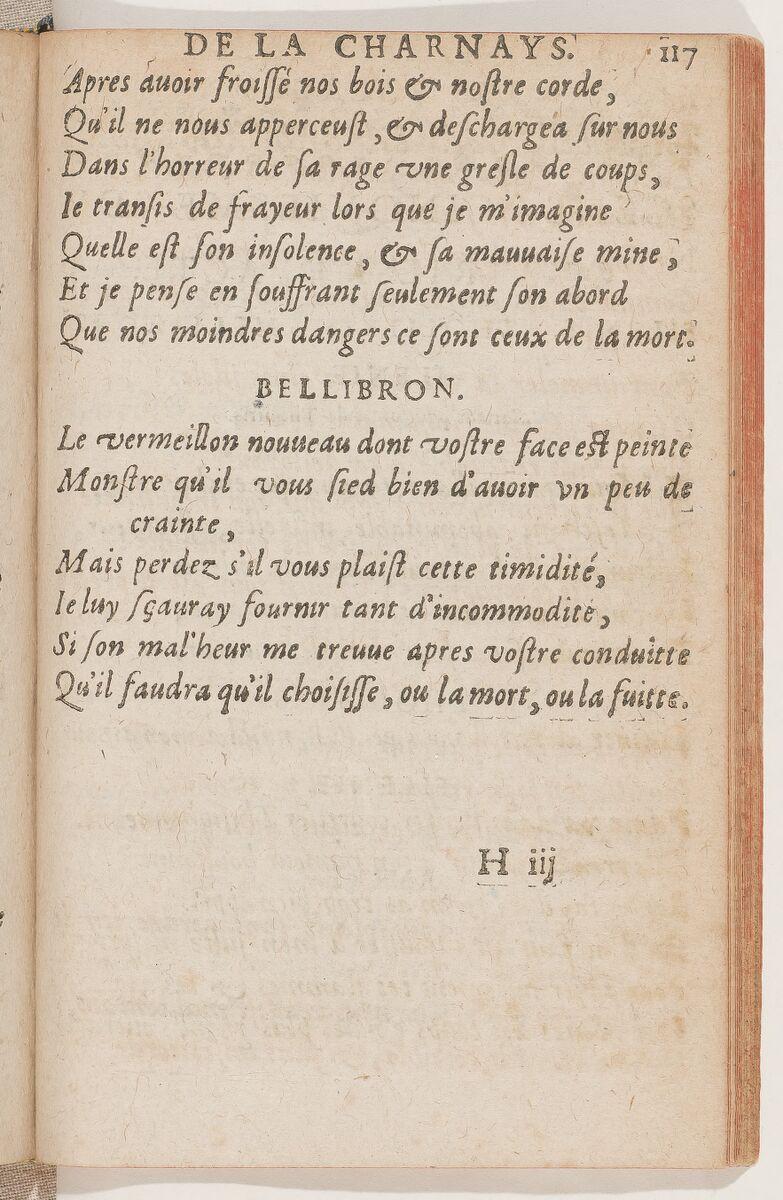 DE LA CHARNAYS. 117
Apres auoir froiſſé nos bois & noſtre corde,
Qu'il ne nous apperceuſt, & deſchargea ſur nous
Dans l'horreur de ſa rage vne greſle de coups,
Ie tranſis de frayeur lors que je m'imagine
Quelle eſt ſon inſolence, & ſa mauuaiſe mine,
Et je penſe en ſouffrant ſeulement ſon abord
Que nos moindres dangers ce ſont ceux de la mort.
BELLIBRON.
Le vermeillon nouueau dont voſtre face eſt peinte
Monſtre qu'il vous ſied bien d'auoir vn peu de
crainte,
Mais perdez s'il vous plaiſt cette timidité,
Ie luy ſçauray fournir tant d'incommodité,
Si ſon mal'heur me treuue apres voſtre conduitte
Qu'il faudra qu'il choiſiſſe, ou la mort, ou la fuitte.
H iij